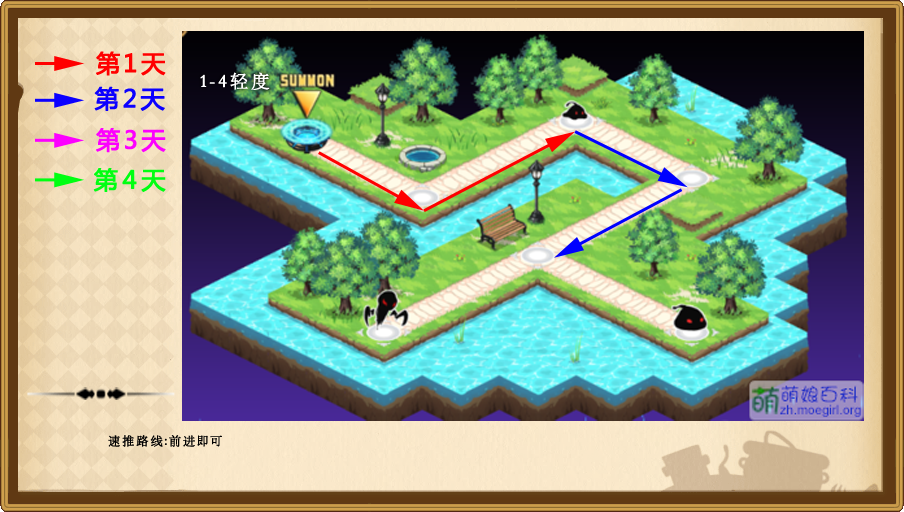 第1天
第2天
第3天
第4天
1-4轻度
SUMMON
萌 萌娘百科
zh.moegirl.org
速推路线:前进即可